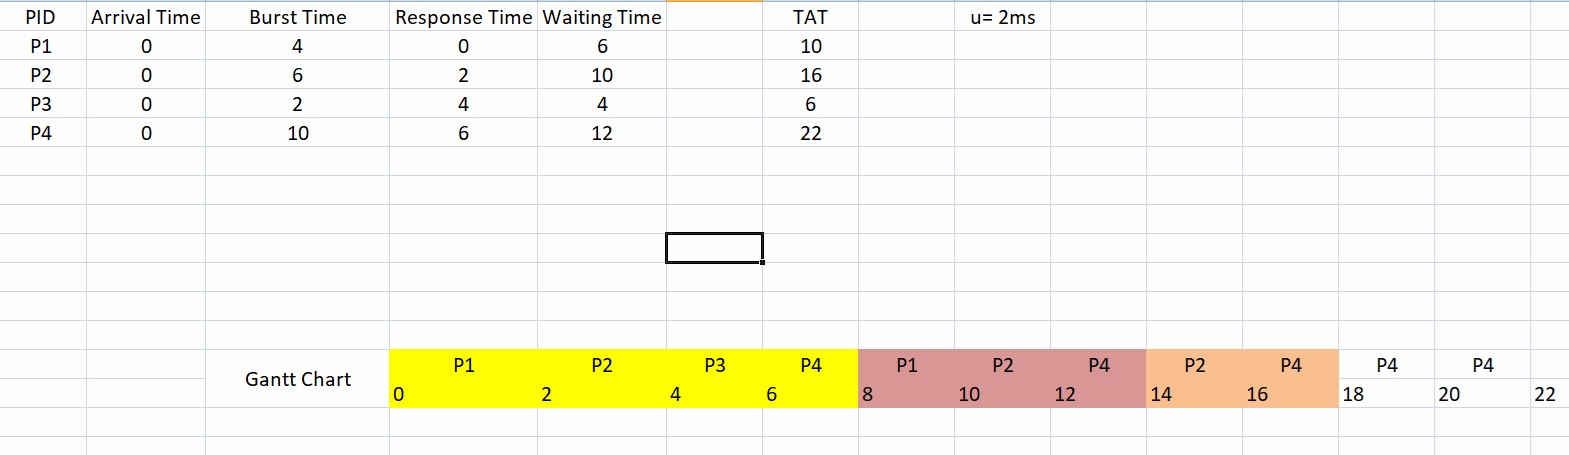 PID Arrival Time Burst Time Response Time Waiting Time TAT u= 2ms
P1 0 4 0 6 10
P2 0 6 2 10 16
P3 0 2 4 4 6
P4 0 10 6 12 22
Gantt Chart
P1 P2 P3 P4 P1 P2 P4 P2 P4 P4 P4
0 2 4 6 8 10 12 14 16 18 20 22